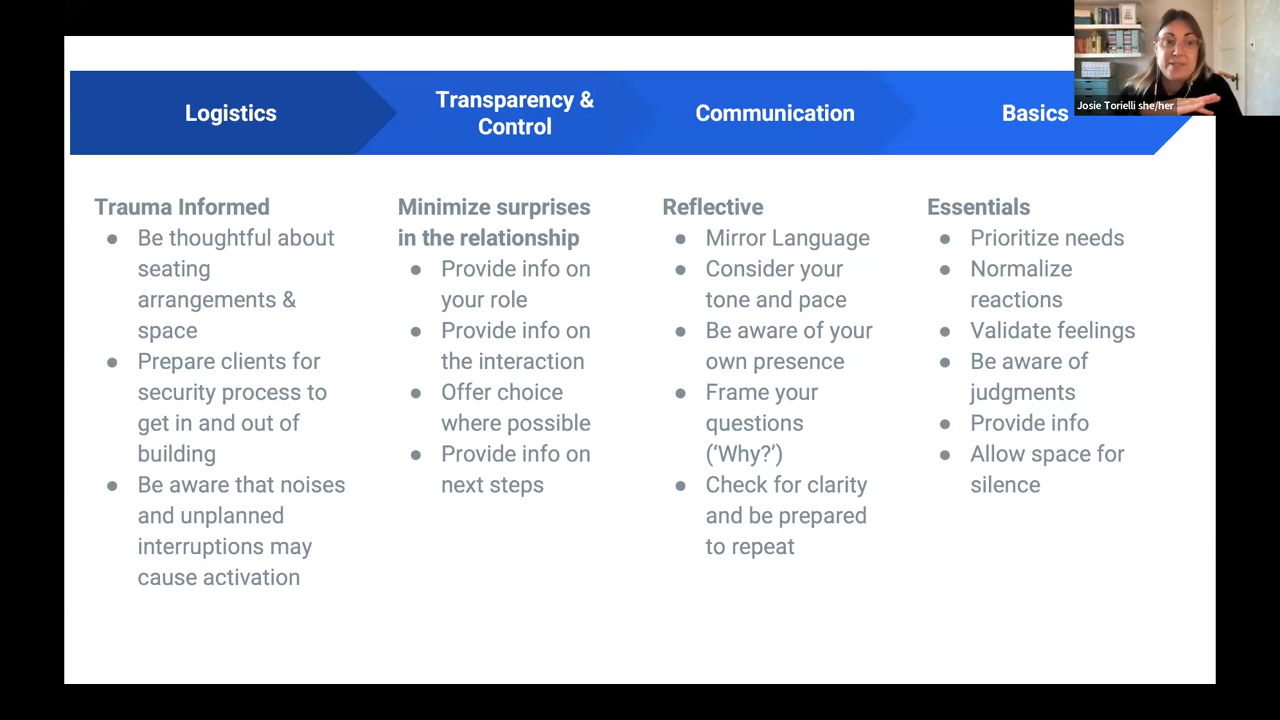 Logistics
Transparency &
Control
Communication
Basics
Josie Torielli she/her
Trauma Informed
● Be thoughtful about
seating
arrangements &
space
● Prepare clients for
security process to
get in and out of
building
● Be aware that noises
and unplanned
interruptions may
cause activation
Minimize surprises
in the relationship
● Provide info on
your role
● Provide info on
the interaction
● Offer choice
where possible
● Provide info on
next steps
Reflective
● Mirror Language
● Consider your
tone and pace
● Be aware of your
own presence
● Frame your
questions
(‘Why?’)
● Check for clarity
and be prepared
to repeat
Essentials
● Prioritize needs
● Normalize
reactions
● Validate feelings
● Be aware of
judgments
● Provide info
● Allow space for
silence